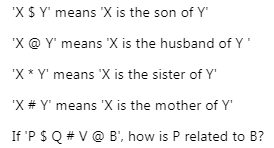 'X $ Y' means 'X is the son of Y'
'X @ Y' means 'X is the husband of Y '
'X * Y' means 'X is the sister of Y'
'X # Y' means 'X is the mother of Y'
If 'P $ Q # V @ B', how is P related to B?